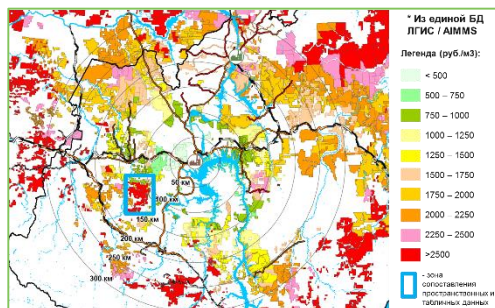 * Из единой БД
ЛГИС / AIMMS
Легенда (руб./м3):
< 500
500 – 750
750 – 1000
1000 – 1250
1250 – 1500
1500 – 1750
1750 – 2000
2000 – 2250
2250 – 2500
>2500
- зона
сопоставления
пространственных и
табличных данных
50 км
100 км
150 км
200 км
250 км
300 км